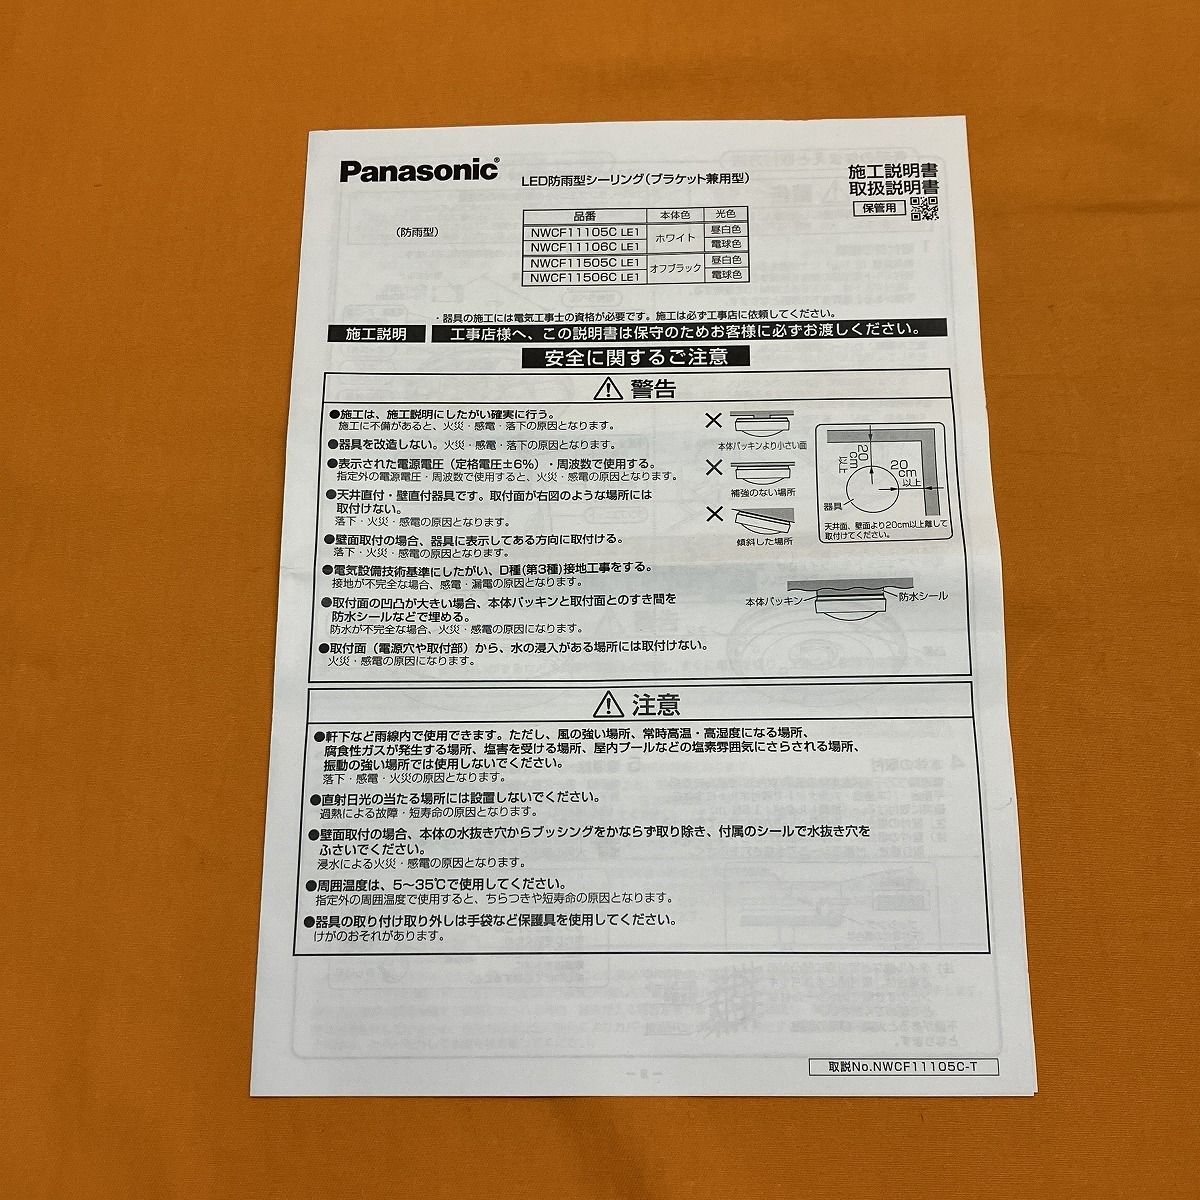 Panasonic®
LED防雨型シーリング(ブラケット兼用型)
施工説明書
取扱説明書
保管用
(防雨型)
品番 本体色 光色
NWCF11105C LE1 ホワイト 昼白色
NWCF11106C LE1 電球色
NWCF11505C LE1 オフブラック 昼白色
NWCF11506C LE1 電球色
・器具の施工には電気工事士の資格が必要です。施工は必ず工事店に依頼してください。
施工説明 工事店様へ、この説明書は保守のためお客様に必ずお渡しください。
安全に関するご注意
警告
●施工は、施工説明にしたがい確実に行う。
施工に不備があると、火災・感電・落下の原因となります。
●器具を改造しない。火災・感電・落下の原因となります。
●表示された電源電圧(定格電圧±6%)・周波数で使用する。
指定外の電源電圧・周波数で使用すると、火災・感電の原因となります。
●天井直付・壁直付器具です。取付面が右図のような場所には
取付けない。
落下・火災・感電の原因となります。
●壁面取付の場合、器具に表示してある方向に取付ける。
落下・火災・感電の原因となります。
●電気設備技術基準にしたがい、D種(第3種)接地工事をする。
接地が不完全な場合、感電・漏電の原因となります。
●取付面の凹凸が大きい場合、本体パッキンと取付面とのすき間を
防水シールなどで埋める。
防水が不完全な場合、火災・感電の原因になります。
●取付面(電源穴や取付部)から、水の浸入がある場所には取付けない。
火災・感電の原因になります。
×
本体パッキンより小さい面
×
補強のない場所
×
傾斜した場所
20cm以上
20cm以上
器具
天井面、壁面より20cm以上離して
取付けてください。
本体パッキン
防水シール
注意
●軒下など雨線内で使用できます。ただし、風の強い場所、常時高温・高湿度になる場所、
腐食性ガスが発生する場所、塩害を受ける場所、屋内プールなどの塩素雰囲気にさらされる場所、
振動の強い場所では使用しないでください。
落下・感電・火災の原因となります。
●直射日光の当たる場所には設置しないでください。
過熱による故障・短寿命の原因となります。
●壁面取付の場合、本体の水抜き穴からブッシングをかならず取り除き、付属のシールで水抜き穴を
ふさいでください。
浸水による火災・感電の原因となります。
●周囲温度は、5〜35℃で使用してください。
指定外の周囲温度で使用すると、ちらつきや短寿命の原因となります。
●器具の取り付け取り外しは手袋など保護具を使用してください。
けがのおそれがあります。
取説No.NWCF11105C-T